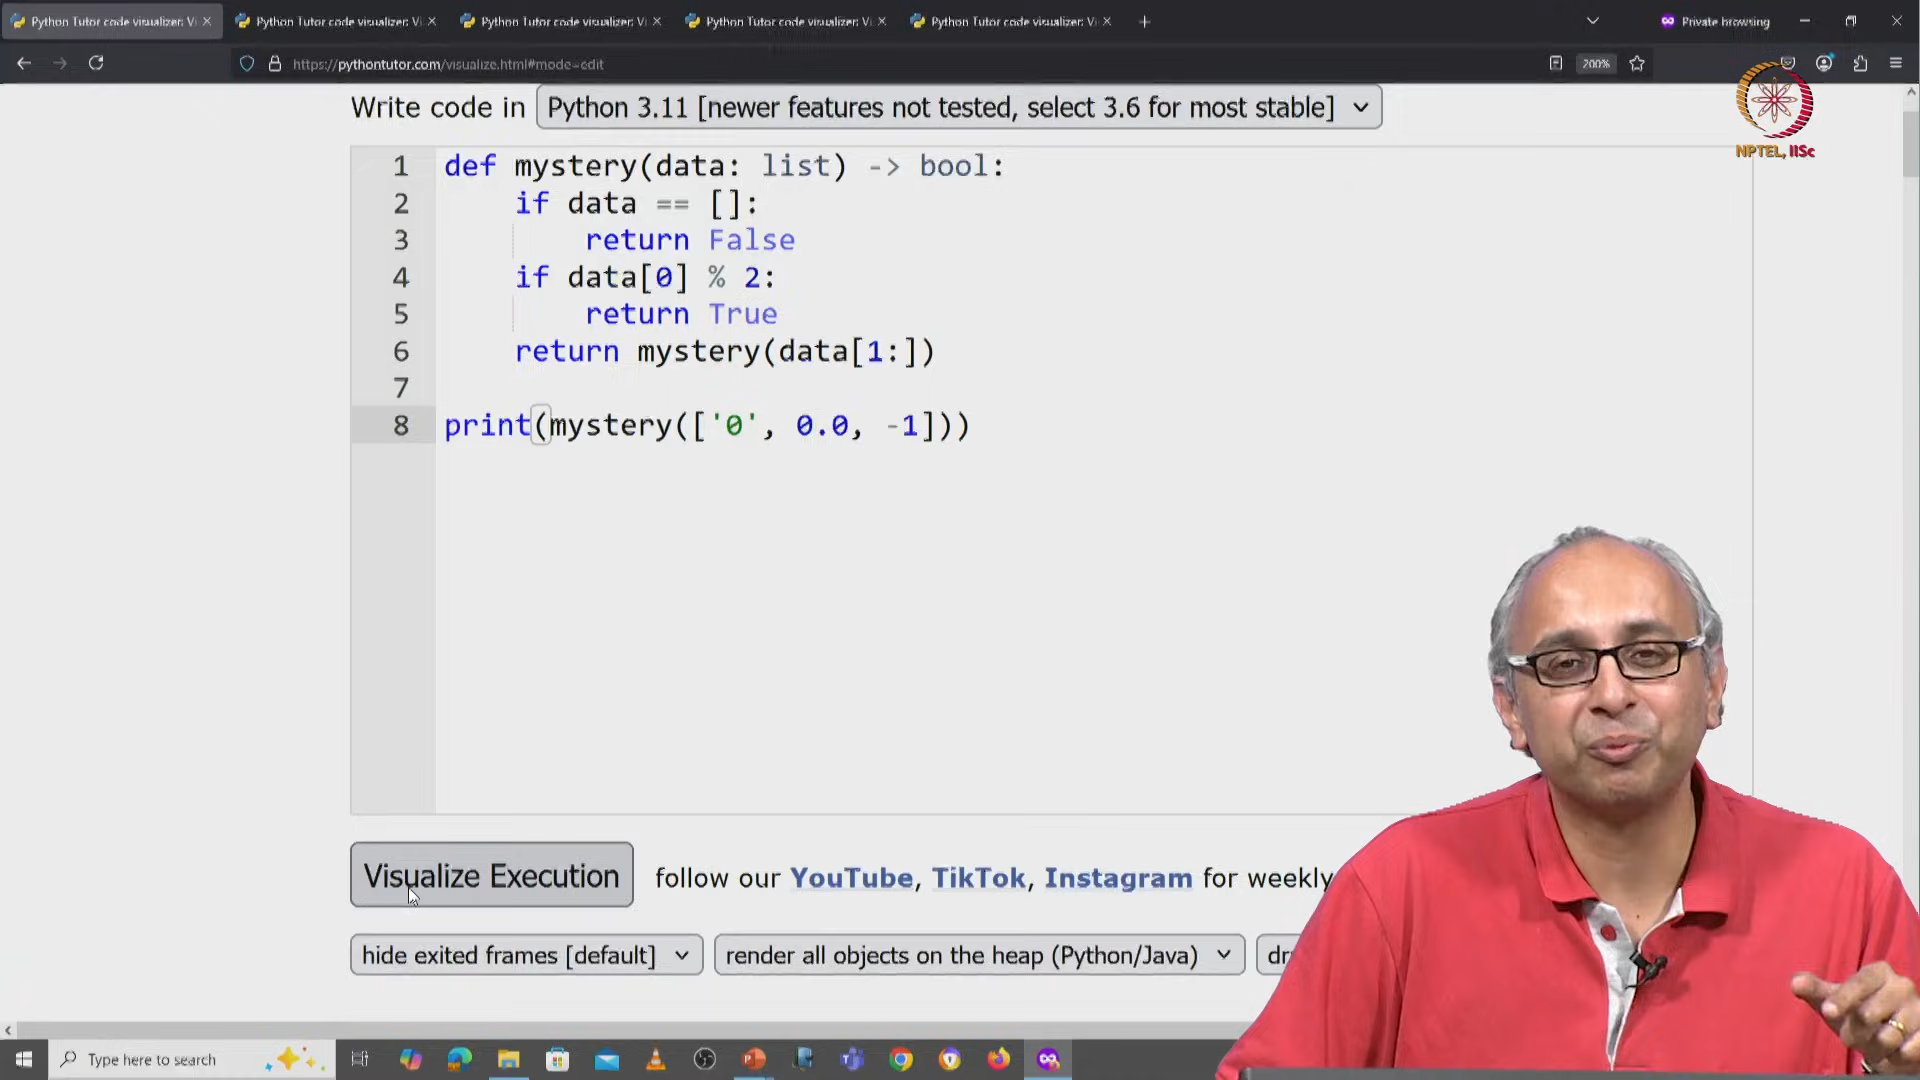 Python Tutor code visualizer: Vi
Python Tutor code visualizer: Vi
Python Tutor code visualizer: Vi
Python Tutor code visualizer: Vi
Python Tutor code visualizer: Vi
Private browsing
https://pythontutor.com/visualize.html#mode=edit
200%
Write code in Python 3.11 [newer features not tested, select 3.6 for most stable]
NPTEL, IISc
1 def mystery(data: list) -> bool:
2 if data == []:
3 return False
4 if data[0] % 2:
5 return True
6 return mystery(data[1:])
7
8 print(mystery(['0', 0.0, -1]))
Visualize Execution follow our YouTube, TikTok, Instagram for weekly
hide exited frames [default] render all objects on the heap (Python/Java) dr
Type here to search